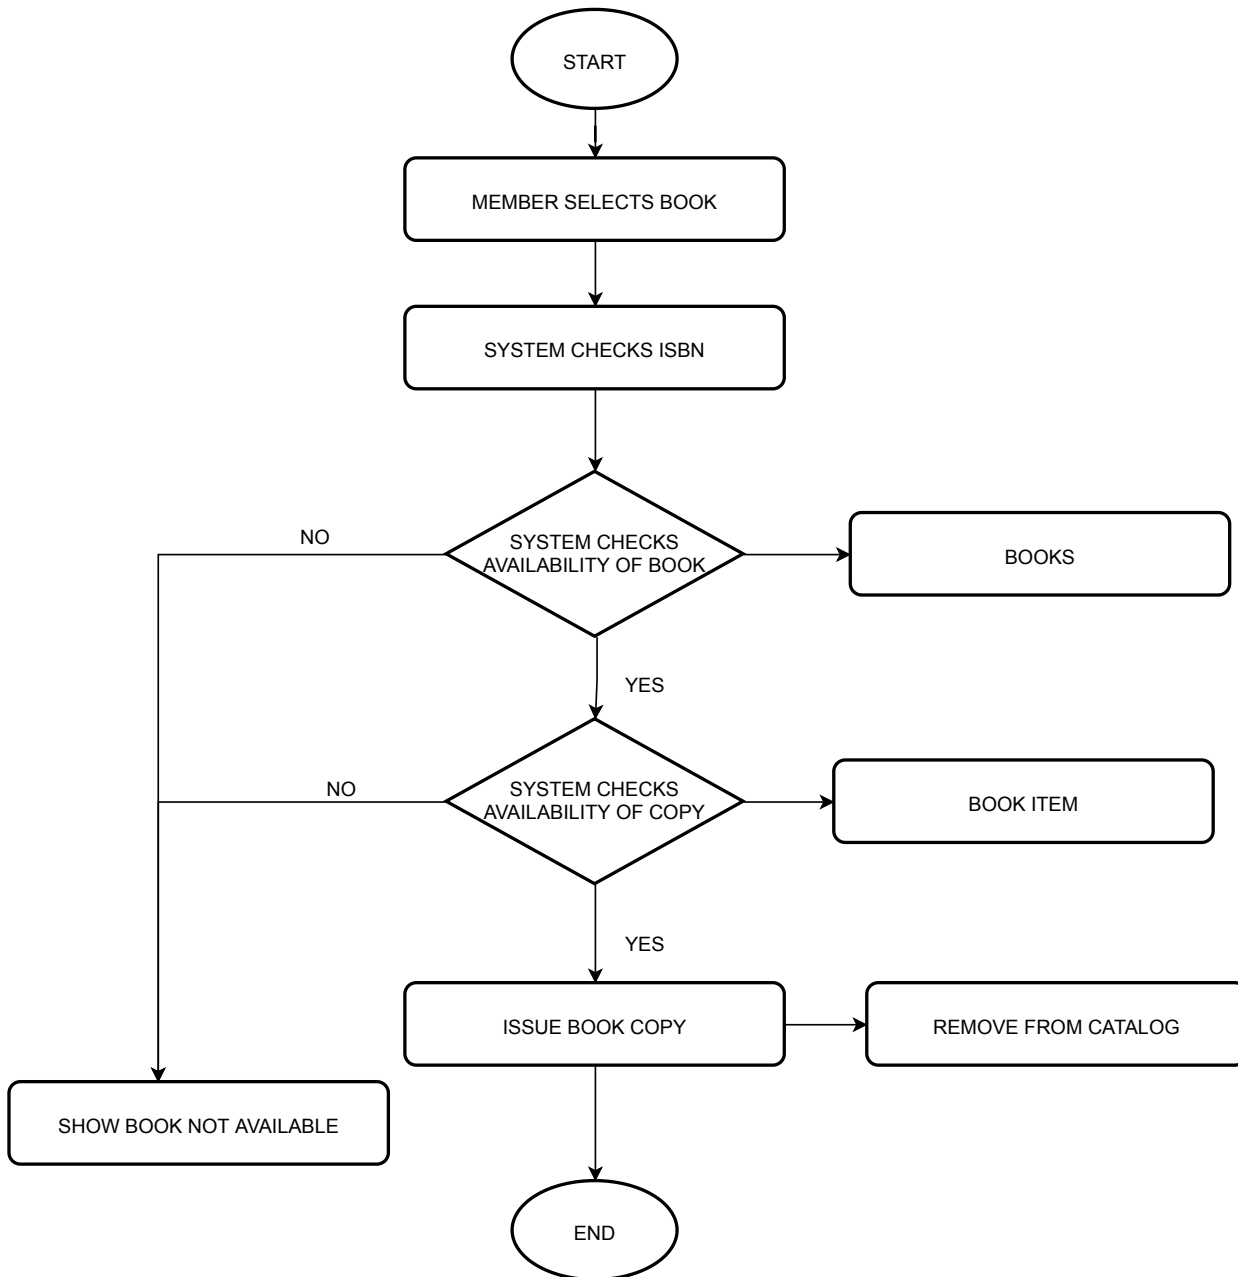 START
MEMBER SELECTS BOOK
SYSTEM CHECKS ISBN
NO
SYSTEM CHECKS
AVAILABILITY OF BOOK
BOOKS
YES
NO
SYSTEM CHECKS
AVAILABILITY OF COPY
BOOK ITEM
YES
ISSUE BOOK COPY
REMOVE FROM CATALOG
SHOW BOOK NOT AVAILABLE
END